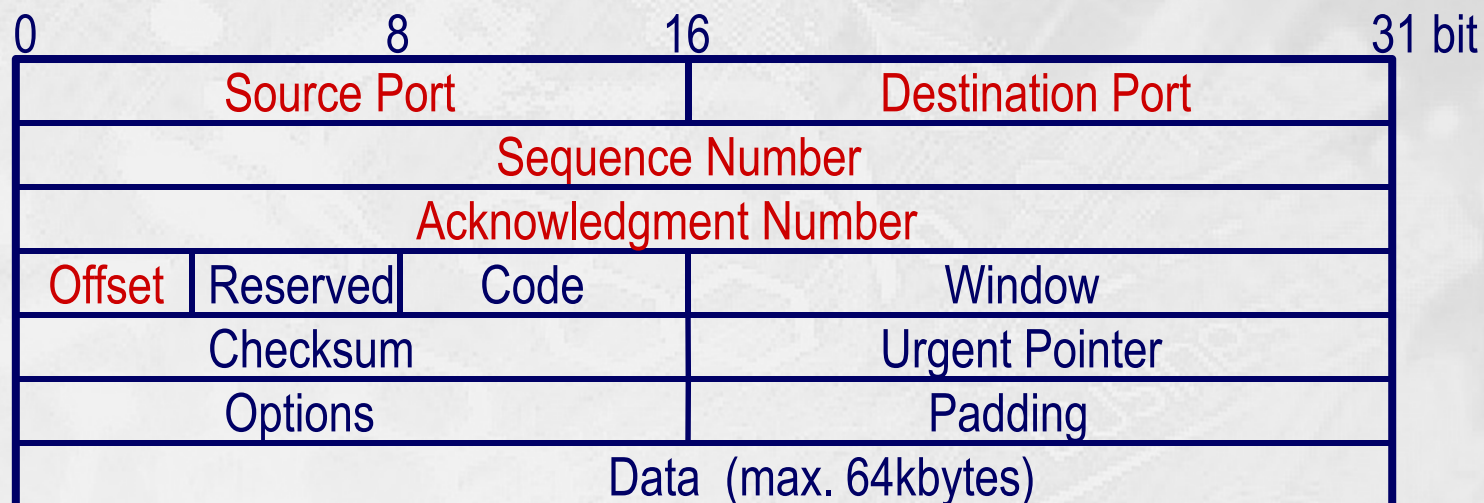 0 8 16 31 bit
Source Port Destination Port
Sequence Number
Acknowledgment Number
Offset Reserved Code Window
Checksum Urgent Pointer
Options Padding
Data (max. 64kbytes)